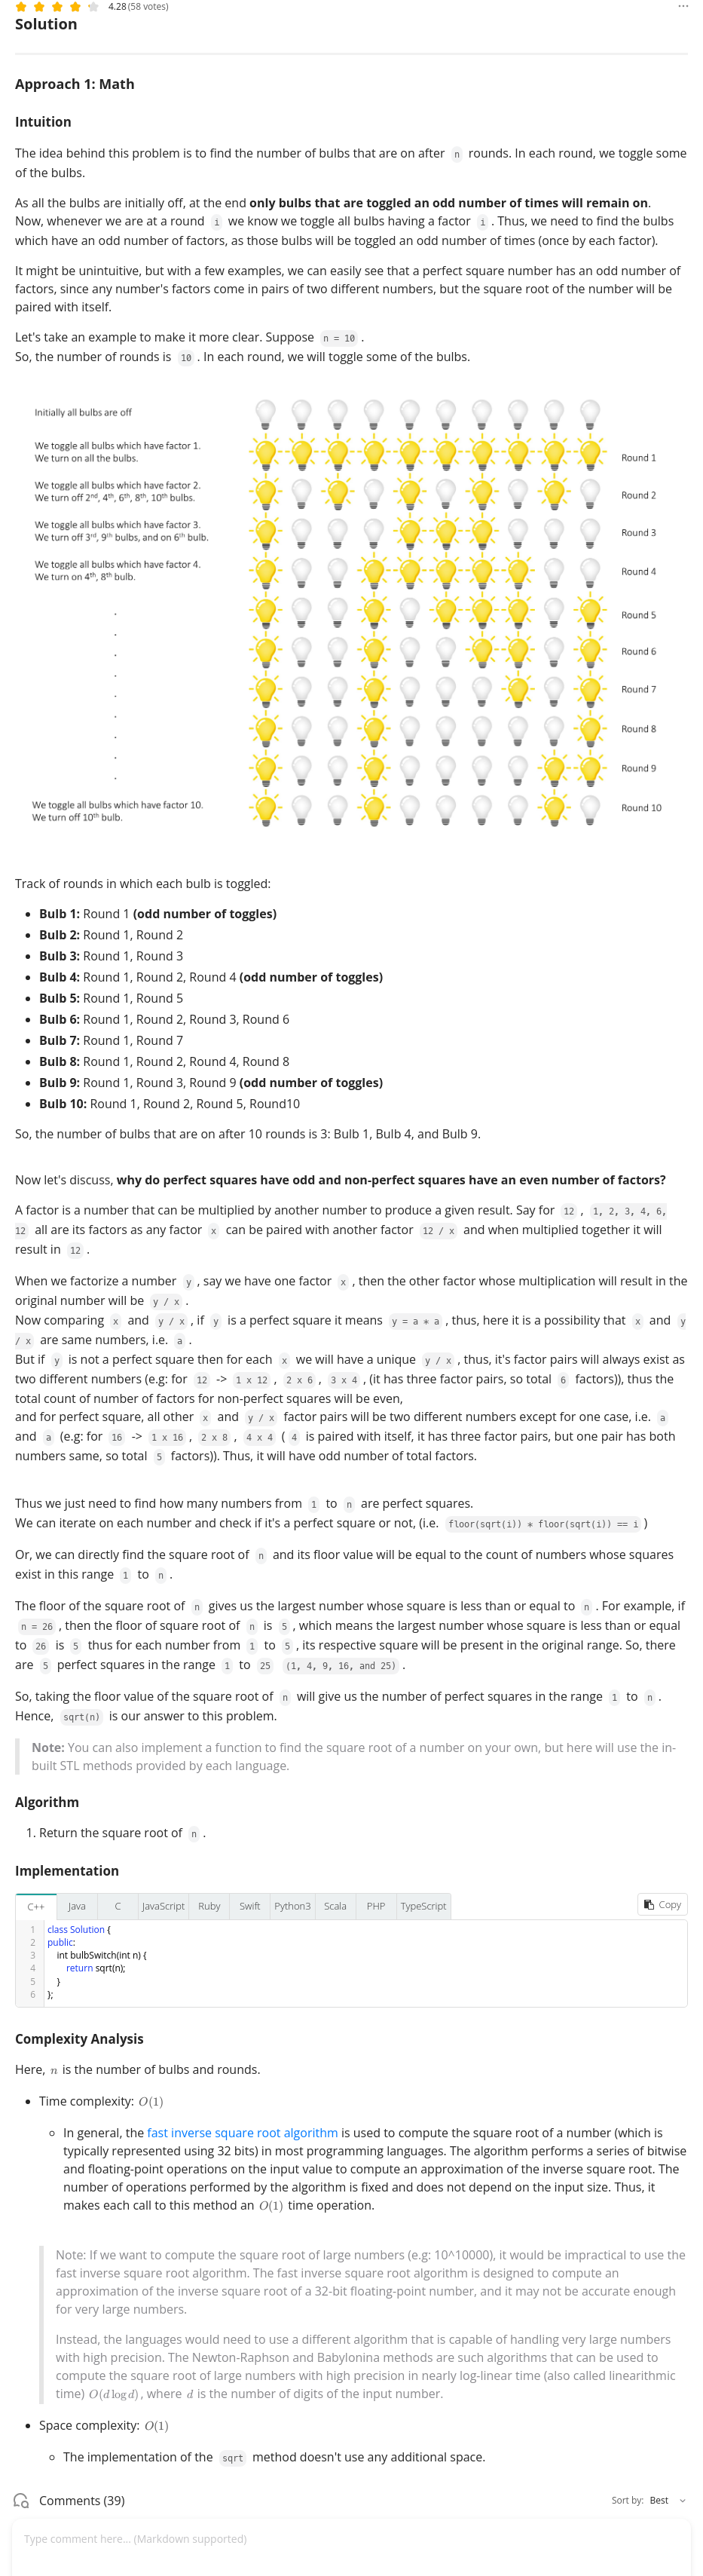 4.28 (58 votes)
Solution
Approach 1: Math
Intuition
The idea behind this problem is to find the number of bulbs that are on after n rounds. In each round, we toggle some
of the bulbs.
As all the bulbs are initially off, at the end only bulbs that are toggled an odd number of times will remain on.
Now, whenever we are at a round i we know we toggle all bulbs having a factor i . Thus, we need to find the bulbs
which have an odd number of factors, as those bulbs will be toggled an odd number of times (once by each factor).
It might be unintuitive, but with a few examples, we can easily see that a perfect square number has an odd number of
factors, since any number's factors come in pairs of two different numbers, but the square root of the number will be
paired with itself.
Let's take an example to make it more clear. Suppose n = 10 .
So, the number of rounds is 10 . In each round, we will toggle some of the bulbs.
Initially all bulbs are off
We toggle all bulbs which have factor 1.
We turn on all the bulbs.
Round 1
We toggle all bulbs which have factor 2.
We turn off 2nd, 4th, 6th, 8th, 10th bulbs.
Round 2
We toggle all bulbs which have factor 3.
We turn off 3rd, 9th bulbs, and on 6th bulb.
Round 3
We toggle all bulbs which have factor 4.
We turn on 4th, 8th bulb.
Round 4
Round 5
Round 6
Round 7
Round 8
Round 9
We toggle all bulbs which have factor 10.
We turn off 10th bulb.
Round 10
Track of rounds in which each bulb is toggled:
• Bulb 1: Round 1 (odd number of toggles)
• Bulb 2: Round 1, Round 2
• Bulb 3: Round 1, Round 3
• Bulb 4: Round 1, Round 2, Round 4 (odd number of toggles)
• Bulb 5: Round 1, Round 5
• Bulb 6: Round 1, Round 2, Round 3, Round 6
• Bulb 7: Round 1, Round 7
• Bulb 8: Round 1, Round 2, Round 4, Round 8
• Bulb 9: Round 1, Round 3, Round 9 (odd number of toggles)
• Bulb 10: Round 1, Round 2, Round 5, Round10
So, the number of bulbs that are on after 10 rounds is 3: Bulb 1, Bulb 4, and Bulb 9.
Now let's discuss, why do perfect squares have odd and non-perfect squares have an even number of factors?
A factor is a number that can be multiplied by another number to produce a given result. Say for 12 , 1, 2, 3, 4, 6,
12 all are its factors as any factor x can be paired with another factor 12 / x and when multiplied together it will
result in 12 .
When we factorize a number y , say we have one factor x , then the other factor whose multiplication will result in the
original number will be y / x .
Now comparing x and y / x , if y is a perfect square it means y = a ∗ a , thus, here it is a possibility that x and y
/ x are same numbers, i.e. a .
But if y is not a perfect square then for each x we will have a unique y / x , thus, it's factor pairs will always exist as
two different numbers (e.g: for 12 -> 1 x 12 , 2 x 6 , 3 x 4 , (it has three factor pairs, so total 6 factors)), thus the
total count of number of factors for non-perfect squares will be even,
and for perfect square, all other x and y / x factor pairs will be two different numbers except for one case, i.e. a
and a (e.g: for 16 -> 1 x 16 , 2 x 8 , 4 x 4 ( 4 is paired with itself, it has three factor pairs, but one pair has both
numbers same, so total 5 factors)). Thus, it will have odd number of total factors.
Thus we just need to find how many numbers from 1 to n are perfect squares.
We can iterate on each number and check if it's a perfect square or not, (i.e. floor(sqrt(i)) ∗ floor(sqrt(i)) == i )
Or, we can directly find the square root of n and its floor value will be equal to the count of numbers whose squares
exist in this range 1 to n .
The floor of the square root of n gives us the largest number whose square is less than or equal to n . For example, if
n = 26 , then the floor of square root of n is 5 , which means the largest number whose square is less than or equal
to 26 is 5 thus for each number from 1 to 5 , its respective square will be present in the original range. So, there
are 5 perfect squares in the range 1 to 25 (1, 4, 9, 16, and 25) .
So, taking the floor value of the square root of n will give us the number of perfect squares in the range 1 to n .
Hence, sqrt(n) is our answer to this problem.
Note: You can also implement a function to find the square root of a number on your own, but here will use the in-
built STL methods provided by each language.
Algorithm
1. Return the square root of n .
Implementation
C++ Java C JavaScript Ruby Swift Python3 Scala PHP TypeScript Copy
1 class Solution {
2 public:
3 int bulbSwitch(int n) {
4 return sqrt(n);
5 }
6 };
Complexity Analysis
Here, n is the number of bulbs and rounds.
• Time complexity: O(1)
In general, the fast inverse square root algorithm is used to compute the square root of a number (which is
typically represented using 32 bits) in most programming languages. The algorithm performs a series of bitwise
and floating-point operations on the input value to compute an approximation of the inverse square root. The
number of operations performed by the algorithm is fixed and does not depend on the input size. Thus, it
makes each call to this method an O(1) time operation.
Note: If we want to compute the square root of large numbers (e.g: 10^10000), it would be impractical to use the
fast inverse square root algorithm. The fast inverse square root algorithm is designed to compute an
approximation of the inverse square root of a 32-bit floating-point number, and it may not be accurate enough
for very large numbers.
Instead, the languages would need to use a different algorithm that is capable of handling very large numbers
with high precision. The Newton-Raphson and Babylonina methods are such algorithms that can be used to
compute the square root of large numbers with high precision in nearly log-linear time (also called linearithmic
time) O(d log d), where d is the number of digits of the input number.
• Space complexity: O(1)
The implementation of the sqrt method doesn't use any additional space.
Comments (39) Sort by: Best
Type comment here... (Markdown supported)